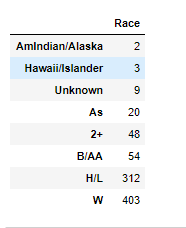 Race
AmIndian/Alaska 2
Hawaii/Islander 3
Unknown 9
As 20
2+ 48
B/AA 54
H/L 312
W 403